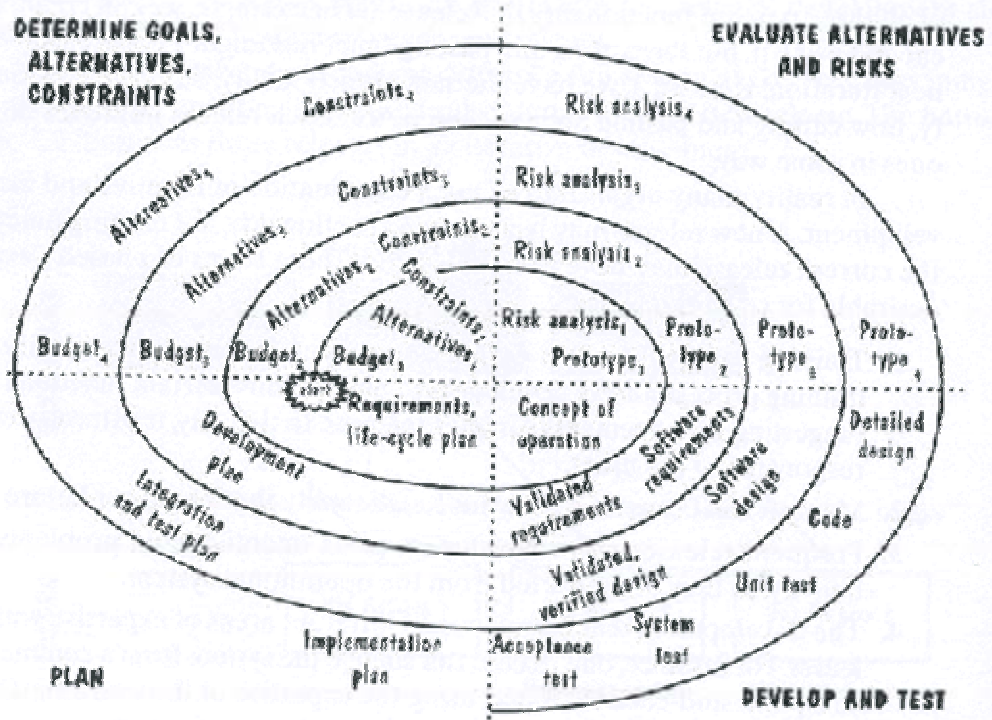 DETERMINE GOALS,
ALTERNATIVES,
CONSTRAINTS
EVALUATE ALTERNATIVES
AND RISKS
Constraints₄
Risk analysis₄
Alternatives₄
Constraints₃
Risk analysis₃
Alternatives₃
Constraints₂
Risk analysis₂
Alternatives₂
Constraints₁
Alternatives₁
Risk analysis₁
Budget₄
Budget₃
Budget₂
Budget₁
Prototype₁
Proto-
type₂
Proto-
type₃
Proto-
type₄
start
Requirements,
life-cycle plan
Concept of
operation
Software
requirements
Software
design
Detailed
design
Development
plan
Validated
requirements
Integration
and test plan
Code
Validated,
verified design
Unit test
System
test
Implementation
plan
Acceptance
test
PLAN
DEVELOP AND TEST